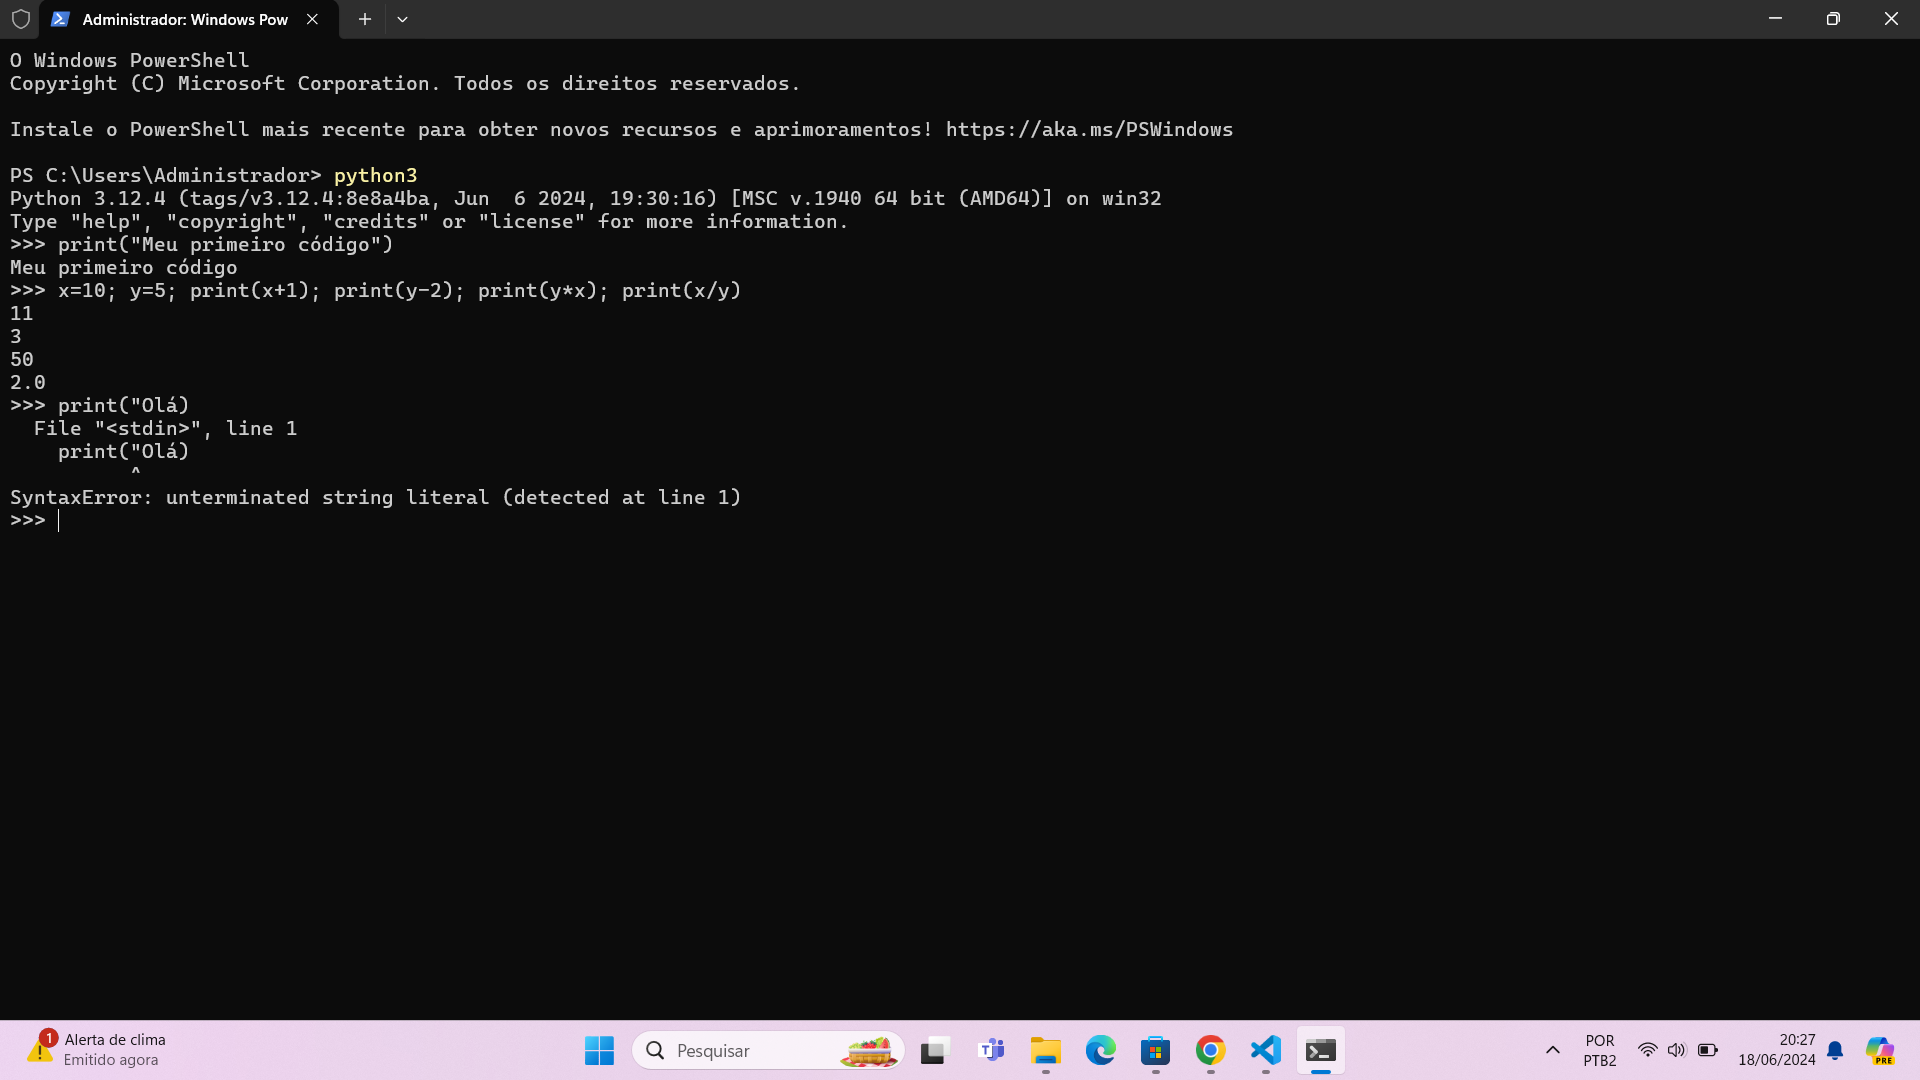 Administrador: Windows Pow
O Windows PowerShell
Copyright (C) Microsoft Corporation. Todos os direitos reservados.
Instale o PowerShell mais recente para obter novos recursos e aprimoramentos! https://aka.ms/PSWindows
PS C:\Users\Administrador> python3
Python 3.12.4 (tags/v3.12.4:8e8a4ba, Jun  6 2024, 19:30:16) [MSC v.1940 64 bit (AMD64)] on win32
Type "help", "copyright", "credits" or "license" for more information.
>>> print("Meu primeiro código")
Meu primeiro código
>>> x=10; y=5; print(x+1); print(y-2); print(y*x); print(x/y)
11
3
50
2.0
>>> print("Olá)
  File "<stdin>", line 1
    print("Olá)
          ^
SyntaxError: unterminated string literal (detected at line 1)
>>>
1
Alerta de clima
Emitido agora
Pesquisar
POR
PTB2
20:27
18/06/2024
PRE